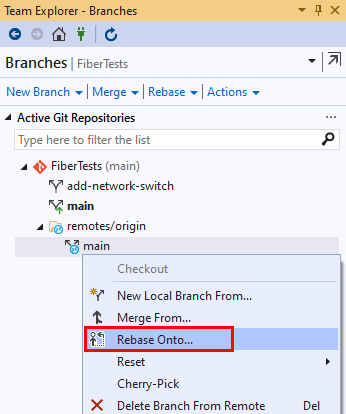 Team Explorer - Branches
Branches | FiberTests
New Branch | Merge | Rebase | Actions
Active Git Repositories
Type here to filter the list
FiberTests (main)
add-network-switch
main
remotes/origin
main
Checkout
New Local Branch From...
Merge From...
Rebase Onto...
Reset
Cherry-Pick
Delete Branch From Remote Del